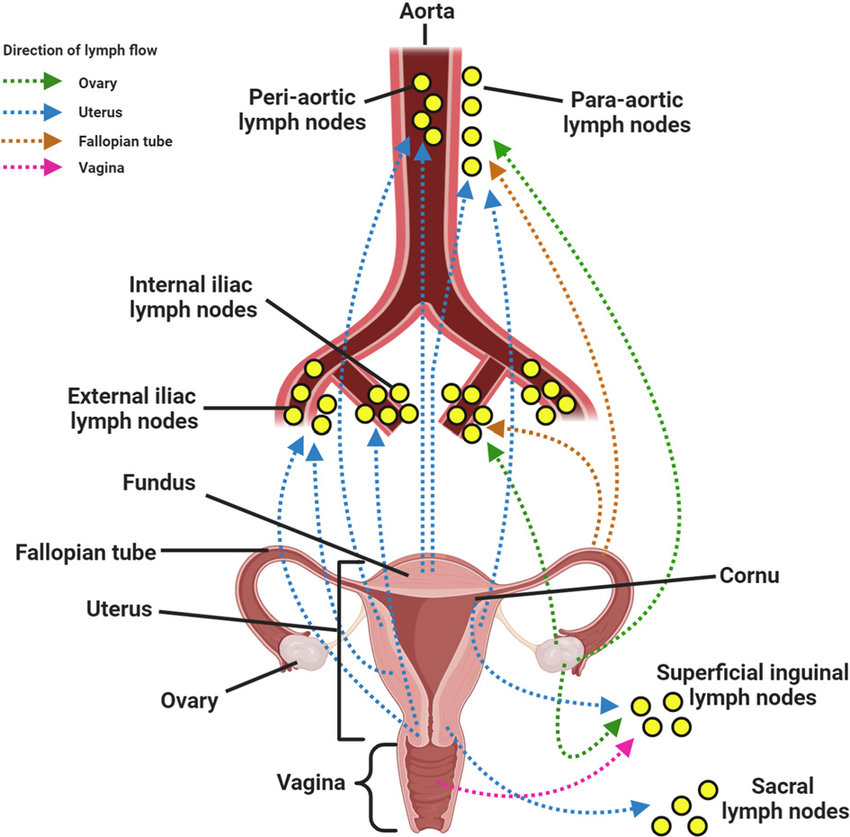 Aorta
Direction of lymph flow
Ovary
Uterus
Fallopian tube
Vagina
Peri-aortic
lymph nodes
Para-aortic
lymph nodes
Internal iliac
lymph nodes
External iliac
lymph nodes
Fundus
Fallopian tube
Cornu
Uterus
Superficial inguinal
lymph nodes
Ovary
Vagina
Sacral
lymph nodes